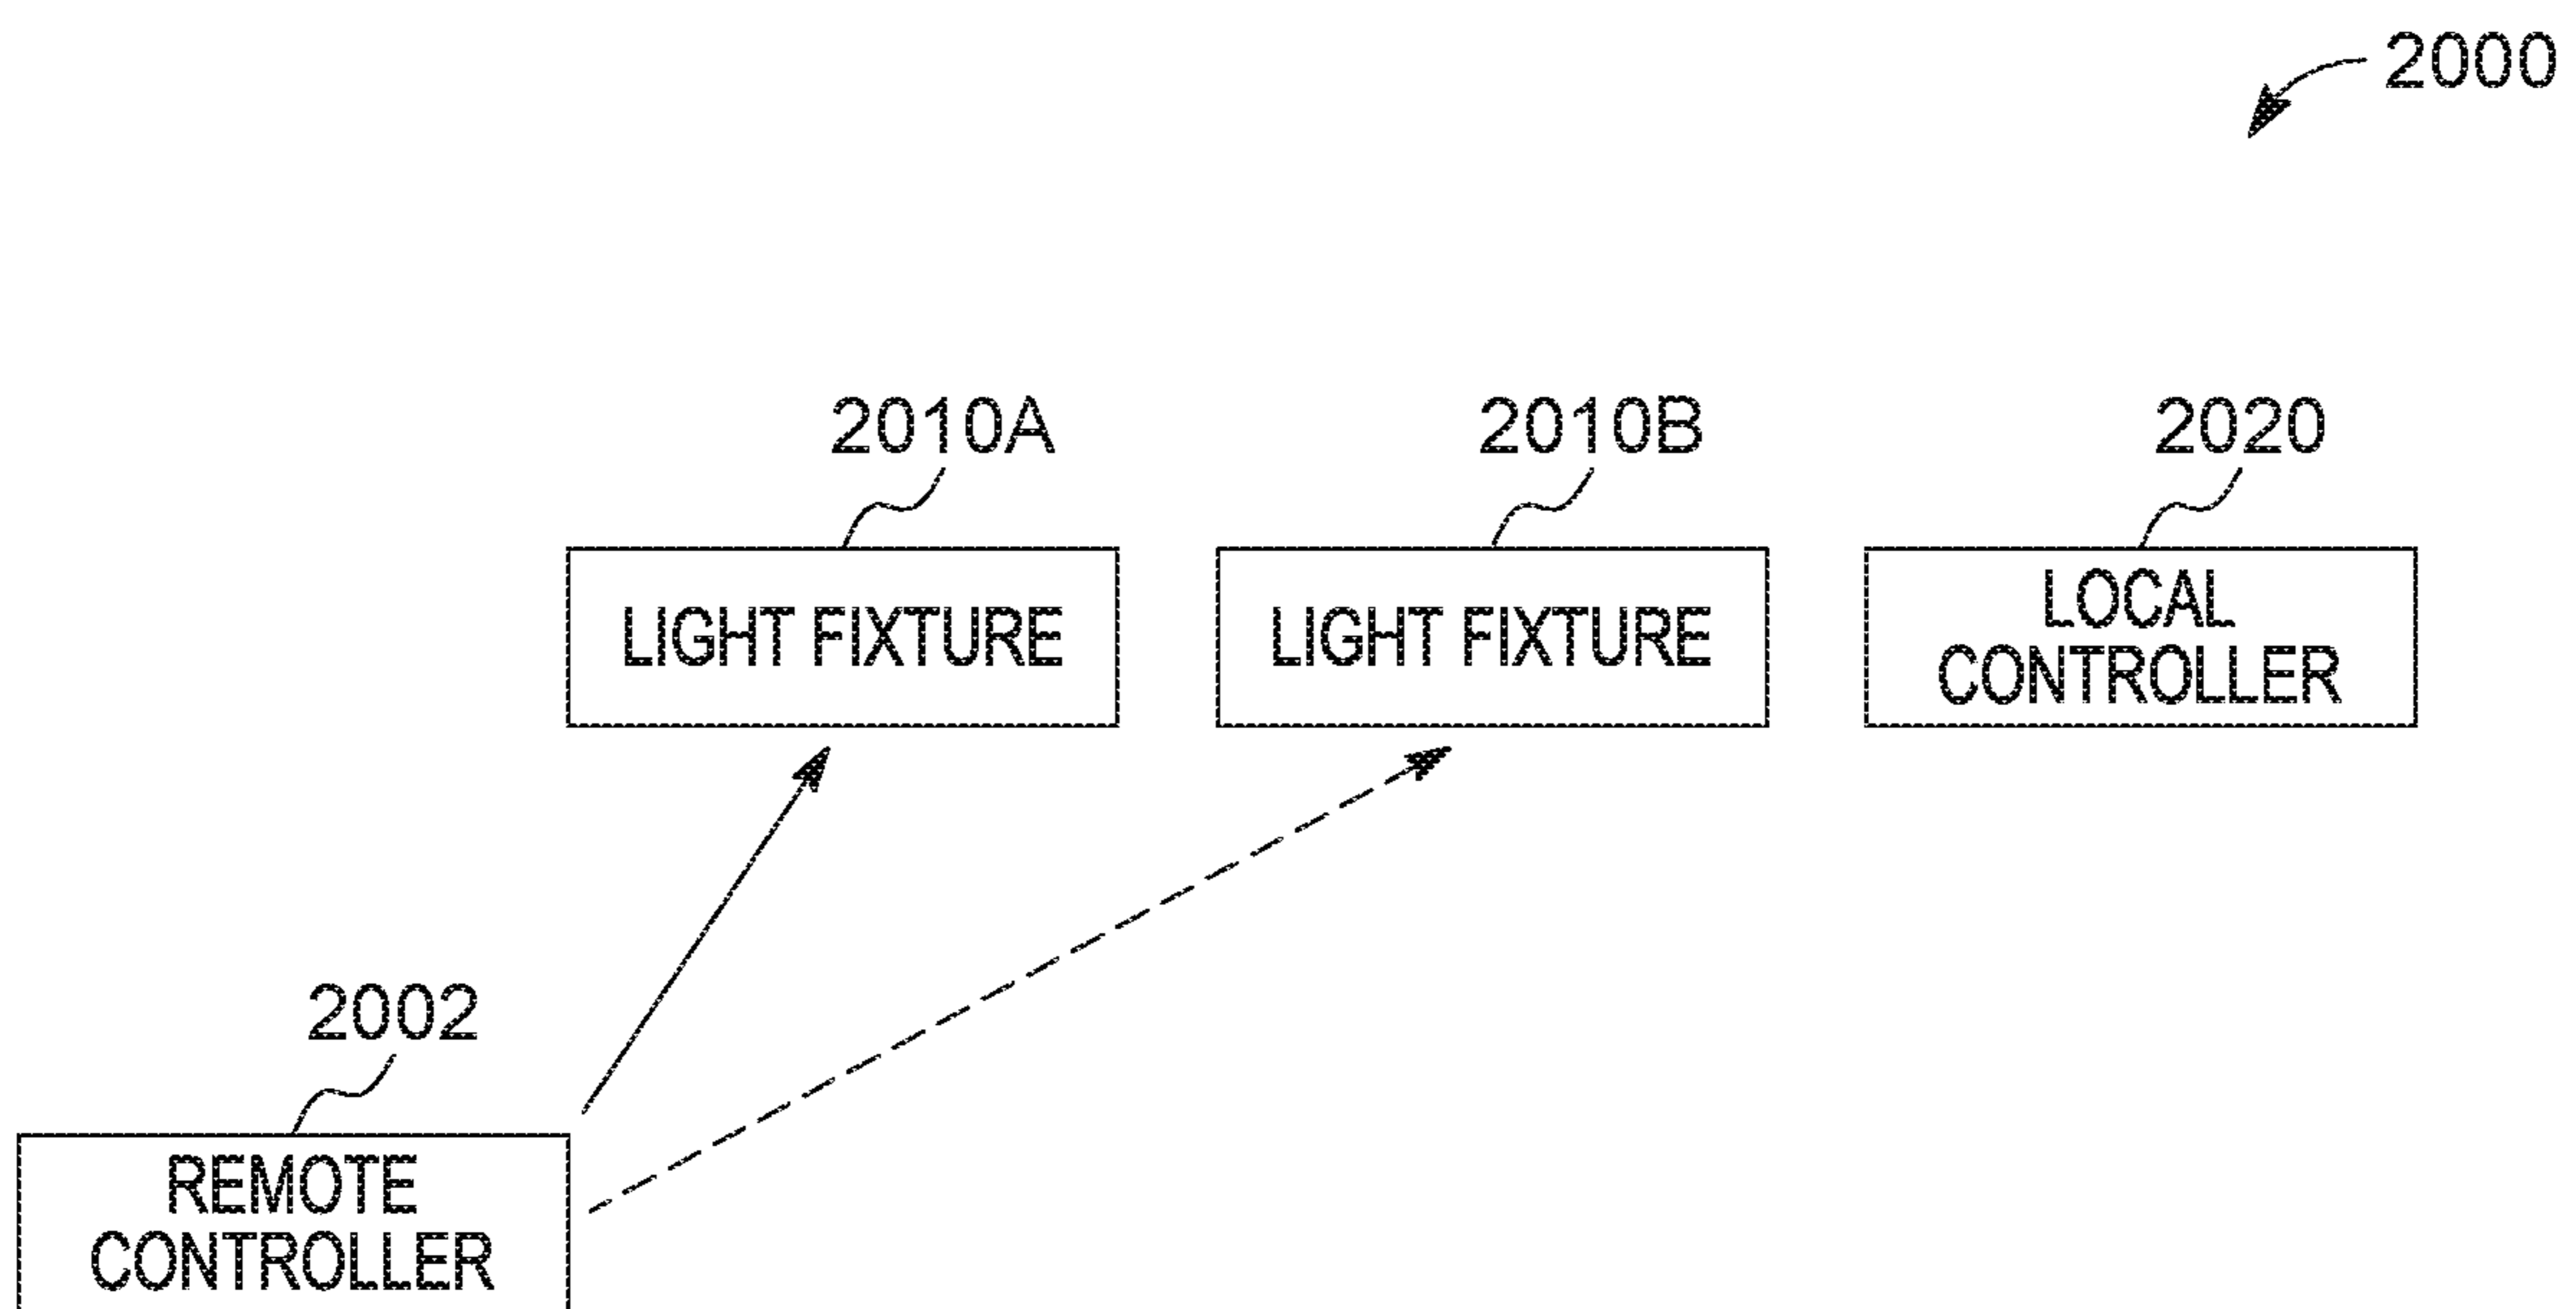 2000
2010A
2010B
2020
LIGHT FIXTURE
LIGHT FIXTURE
LOCAL
CONTROLLER
2002
REMOTE
CONTROLLER